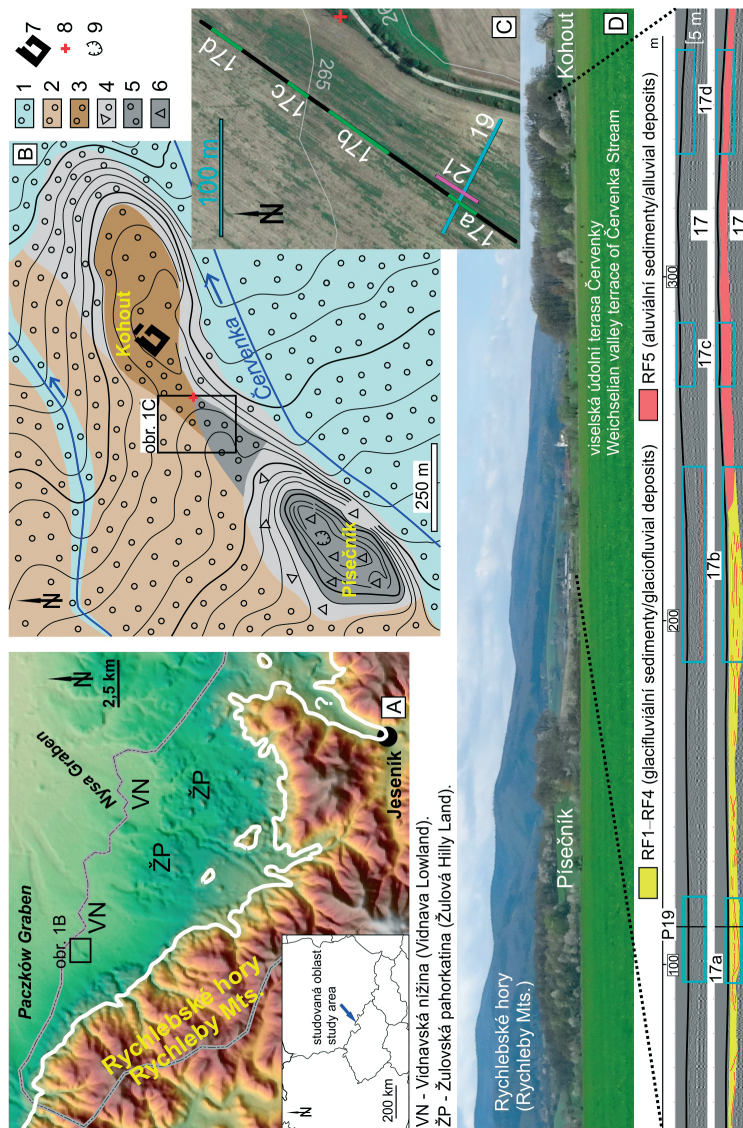 A
Paczków Graben
Nysa Graben
obr. 1B
VN
VN
ŽP
ŽP
N
2,5 km
?
Jeseník
Rychlebské hory
Rychleby Mts.
N
studovaná oblast
study area
200 km
VN - Vidnavská nížina (Vidnava Lowland).
ŽP - Žulovská pahorkatina (Žulová Hilly Land).
B
N
Kohout
obr. 1C
Červenka
Písečník
250 m
1
2
3
4
5
6
7
8
9
C
100 m
N
265
26
17d
17c
17b
17a
19
21
D
Rychlebské hory
(Rychleby Mts.)
Písečník
Kohout
viselská údolní terasa Červenky
Weichselian valley terrace of Červenka Stream
RF1–RF4 (glacifluviální sedimenty/glaciofluvial deposits)
RF5 (aluviální sedimenty/alluvial deposits)
P19
100
200
300
m
5 m
17a
17b
17c
17
17d
17